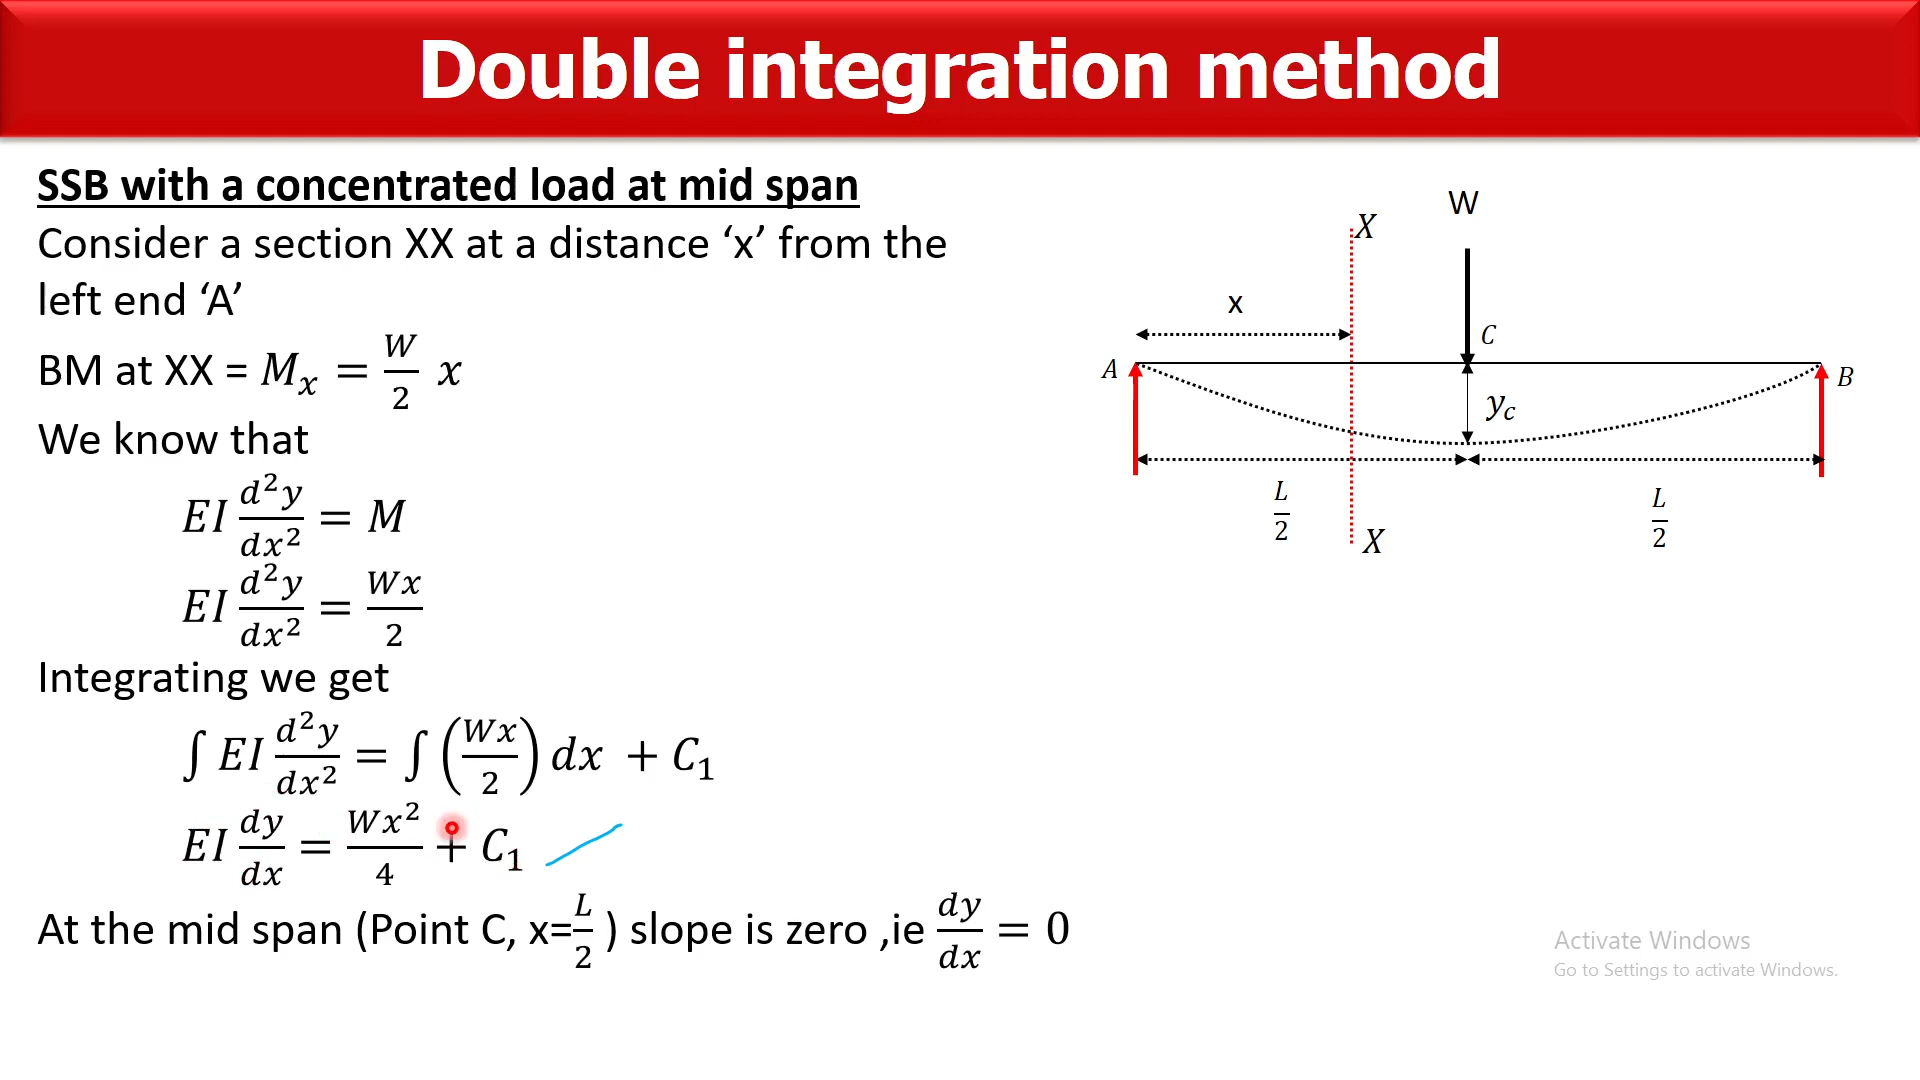 Double integration method
SSB with a concentrated load at mid span
Consider a section XX at a distance ‘x’ from the
left end ‘A’
BM at XX = Mₓ = W/2 x
We know that
EI d²y/dx² = M
EI d²y/dx² = Wx/2
Integrating we get
∫ EI d²y/dx² = ∫ (Wx/2) dx + C₁
EI dy/dx = Wx²/4 + C₁
At the mid span (Point C, x=L/2 ) slope is zero ,ie dy/dx = 0
W
X
x
C
A
B
y_C
L/2
L/2
X
Activate Windows
Go to Settings to activate Windows.